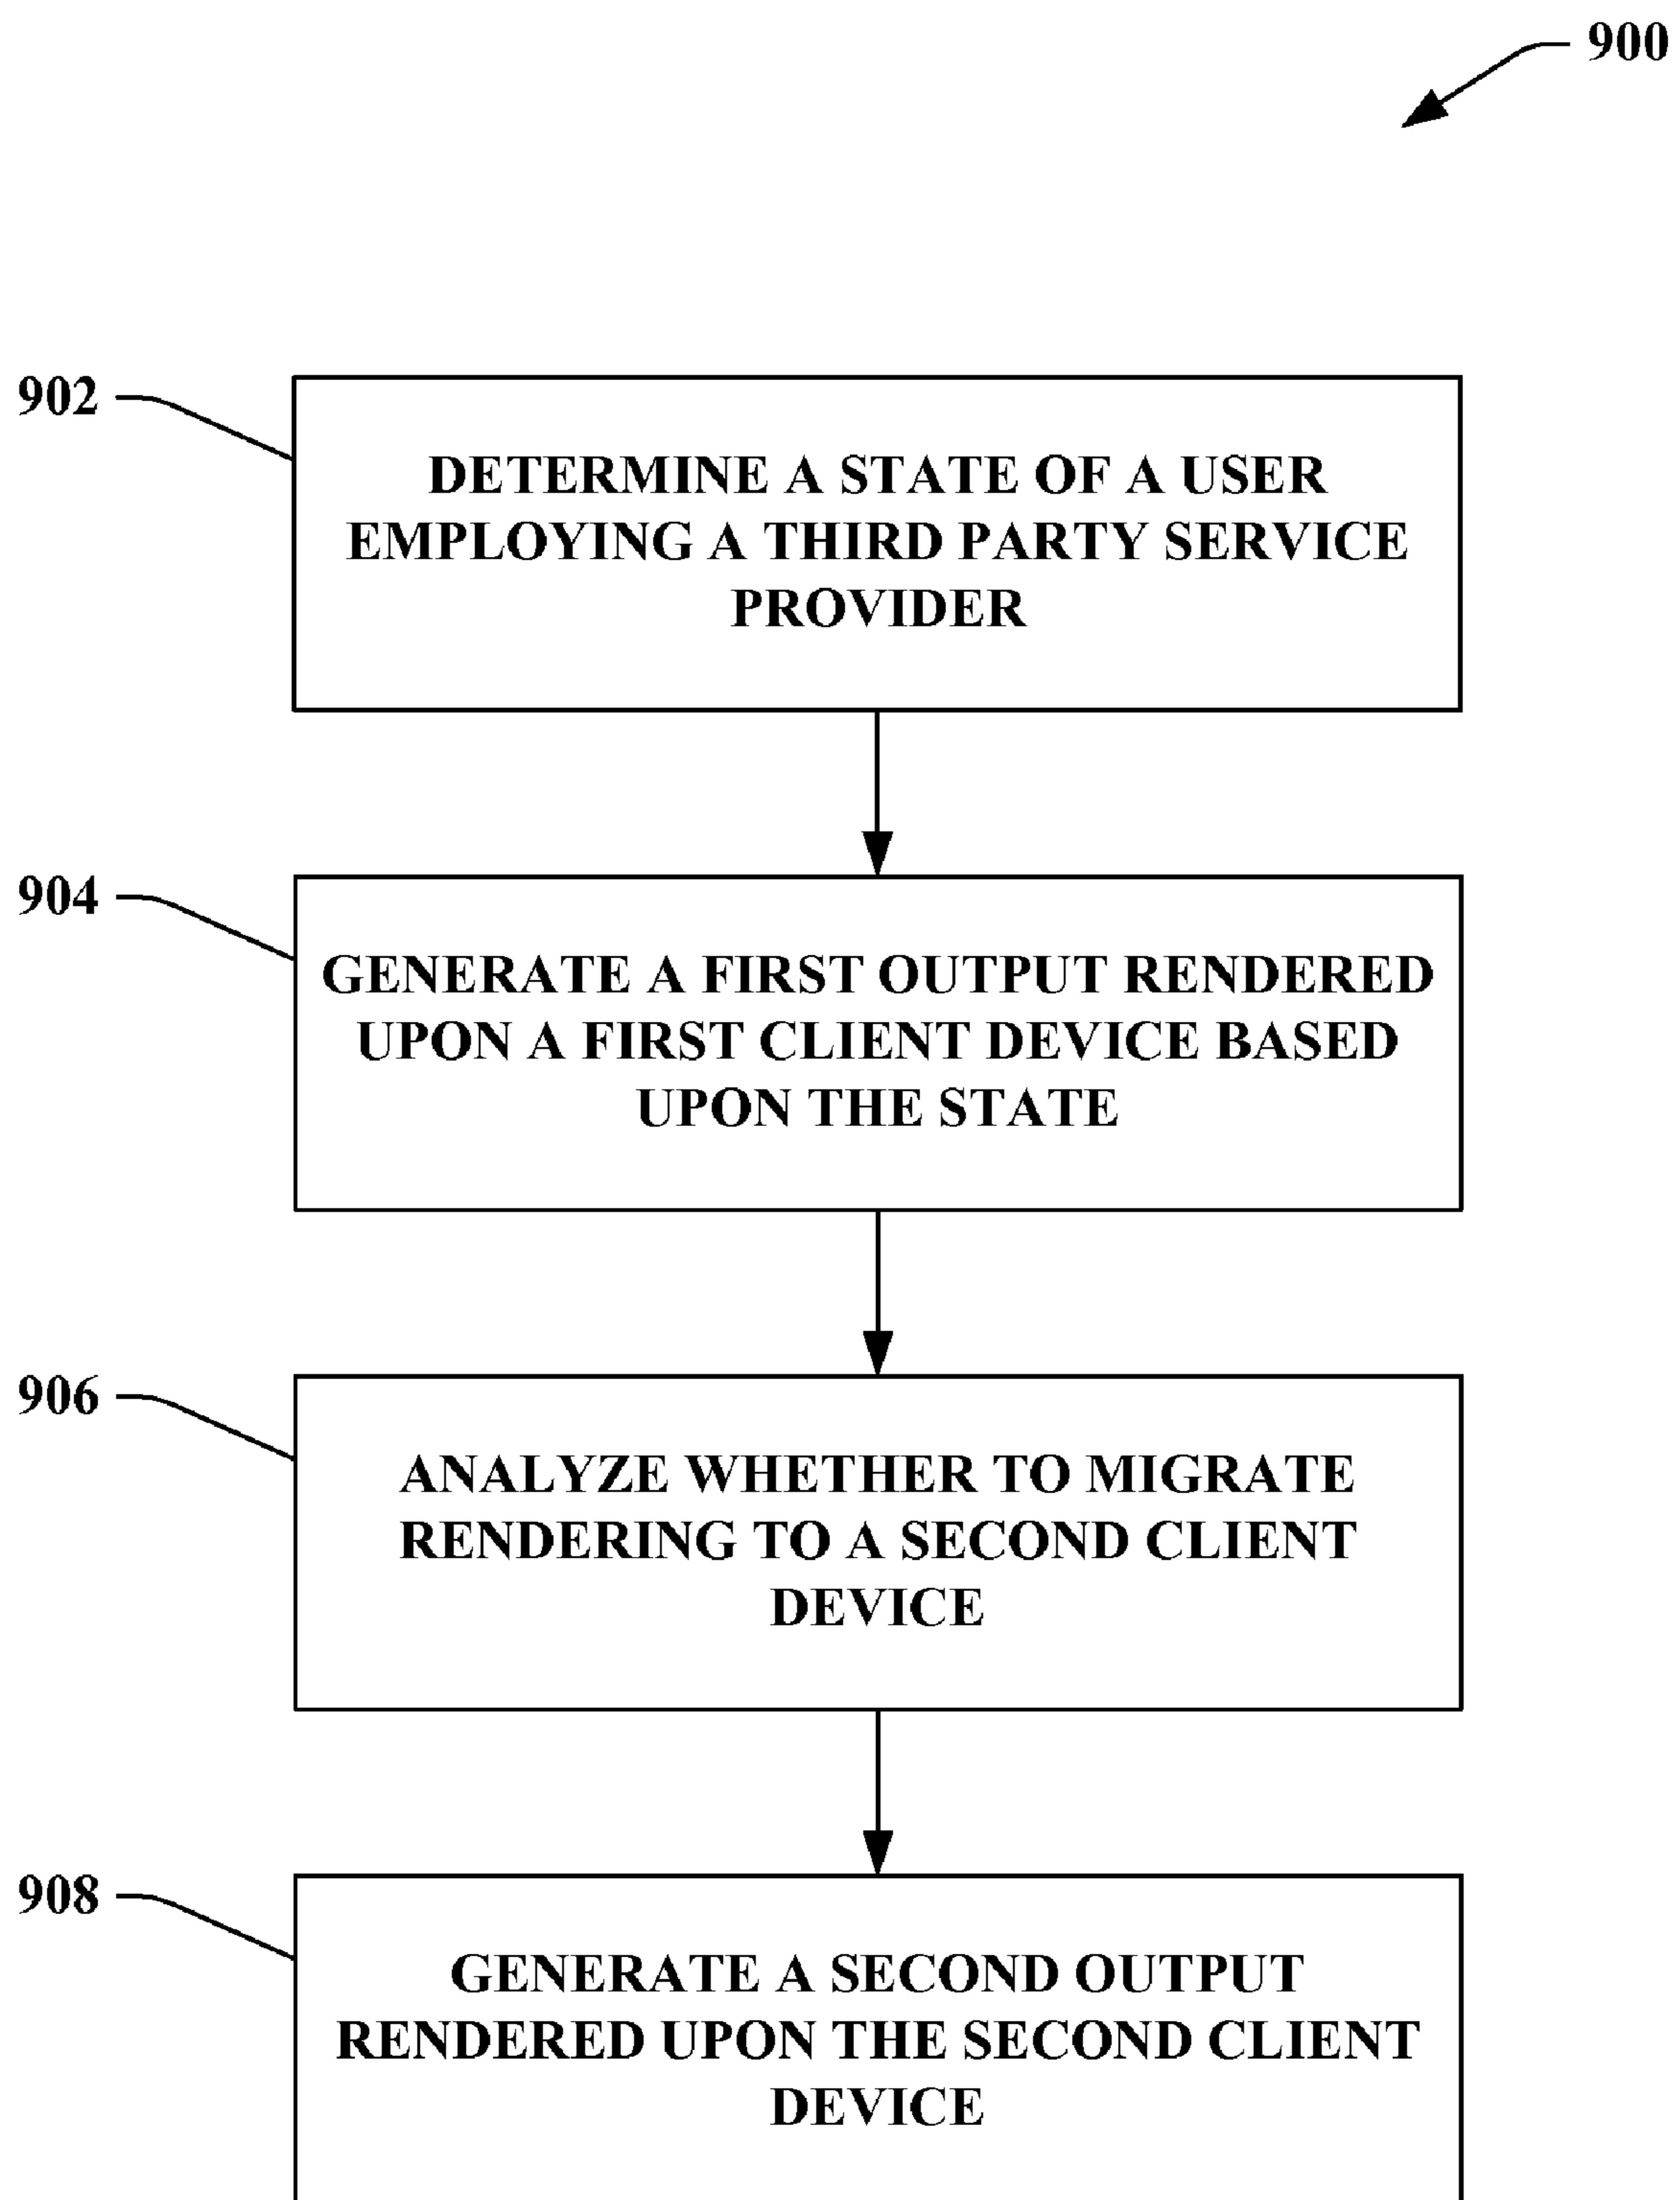 900
902
DETERMINE A STATE OF A USER
EMPLOYING A THIRD PARTY SERVICE
PROVIDER
904
GENERATE A FIRST OUTPUT RENDERED
UPON A FIRST CLIENT DEVICE BASED
UPON THE STATE
906
ANALYZE WHETHER TO MIGRATE
RENDERING TO A SECOND CLIENT
DEVICE
908
GENERATE A SECOND OUTPUT
RENDERED UPON THE SECOND CLIENT
DEVICE